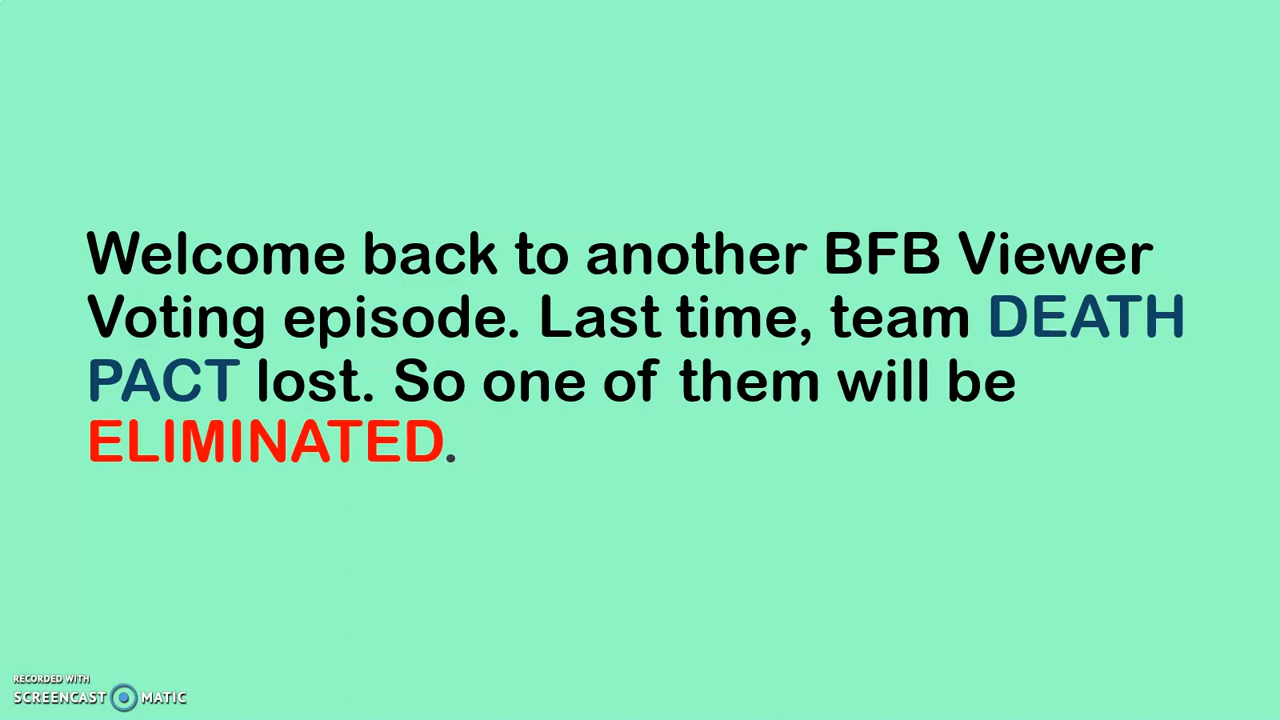 Welcome back to another BFB Viewer
Voting episode. Last time, team DEATH
PACT lost. So one of them will be
ELIMINATED.
RECORDED WITH
SCREENCAST MATIC